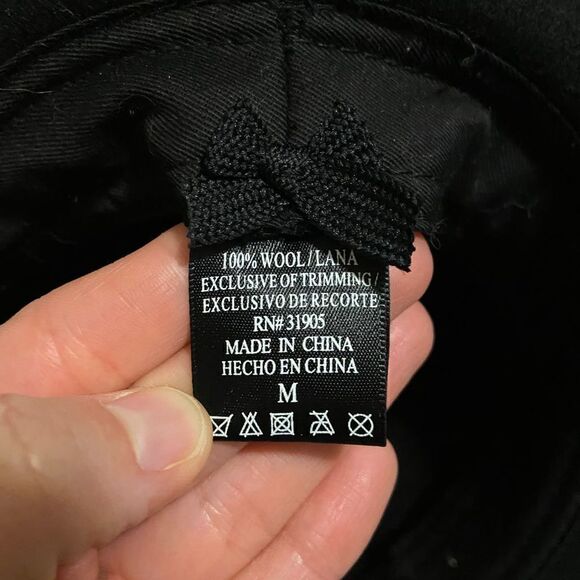 100% WOOL/LANA
EXCLUSIVE OF TRIMMING/
EXCLUSIVO DE RECORTE
RN# 31905
MADE IN CHINA
HECHO EN CHINA
M